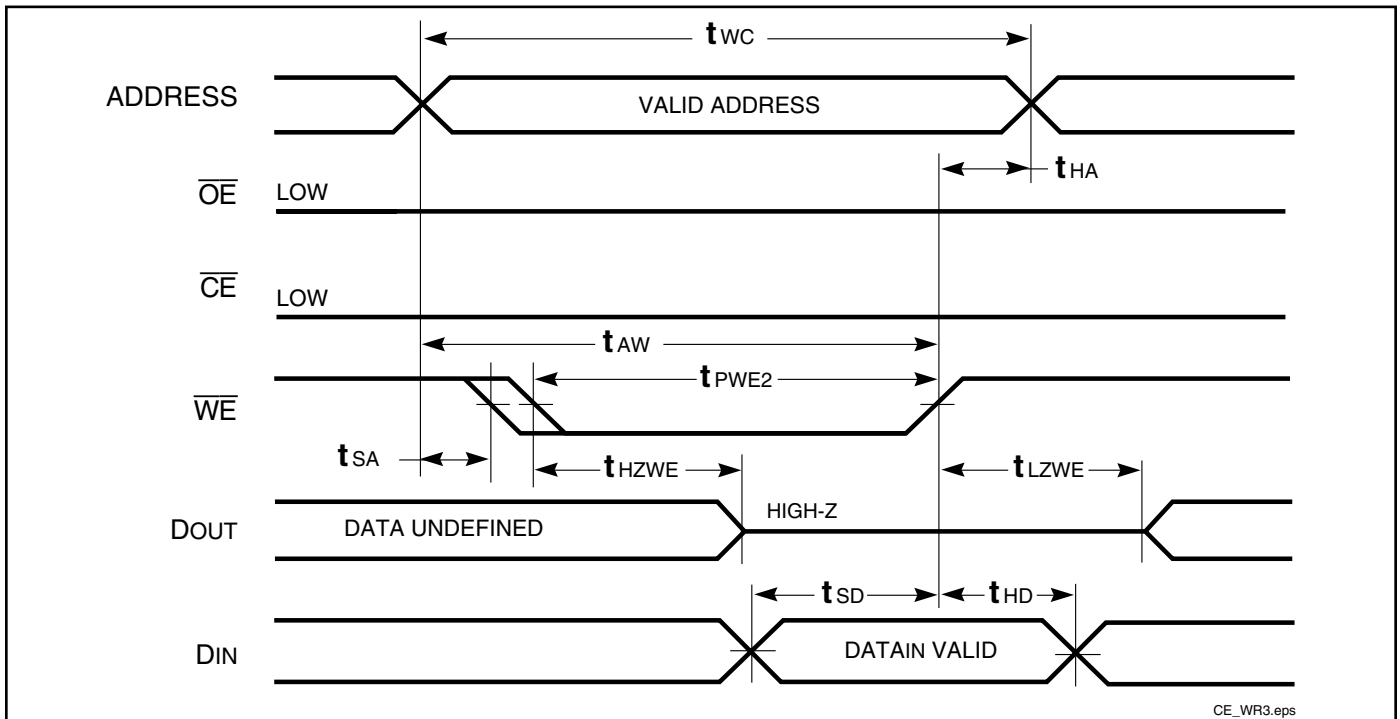 tWC
ADDRESS
VALID ADDRESS
tHA
OE
LOW
CE
LOW
tAW
tPWE2
WE
tSA
tHZWE
tLZWE
HIGH-Z
DOUT
DATA UNDEFINED
tSD
tHD
DIN
DATAIN VALID
CE_WR3.eps